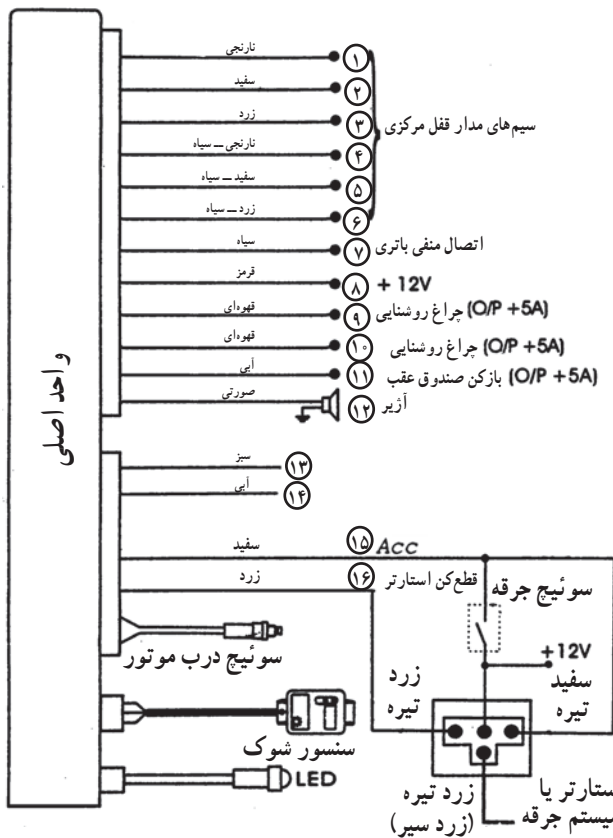 نارنجی ۱
سفید ۲
زرد ۳
سیم‌های مدار قفل مرکزی
نارنجی ــ سیاه ۴
سفید ــ سیاه ۵
زرد ــ سیاه ۶
سیاه ۷ اتصال منفی باتری
قرمز ۸ + 12V
قهوه‌ای ۹ چراغ روشنایی (O/P +5A)
قهوه‌ای ۱۰ چراغ روشنایی (O/P +5A)
آبی ۱۱ بازکن صندوق عقب (O/P +5A)
صورتی ۱۲ آژیر
واحد اصلی
سبز ۱۳
آبی ۱۴
سفید ۱۵ Acc
زرد ۱۶ قطع‌کن استارتر
سوئیچ جرقه
سوئیچ درب موتور
+12V
سفید
تیره
زرد
تیره
سنسور شوک
LED
زرد تیره
(زرد سیر)
ستارتر یا
یستم جرقه